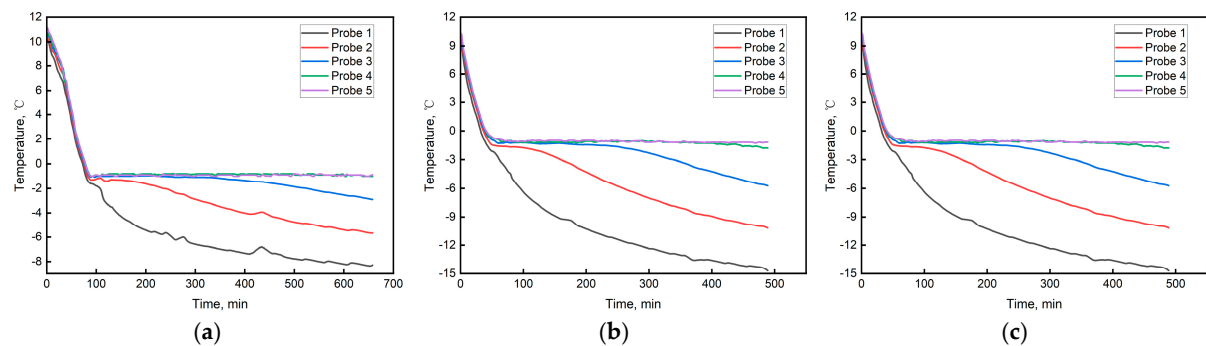 12
10
8
6
4
2
0
-2
-4
-6
-8
Temperature, ℃
Probe 1
Probe 2
Probe 3
Probe 4
Probe 5
0 100 200 300 400 500 600 700
Time, min
(a)
12
9
6
3
0
-3
-6
-9
-12
-15
Temperature, ℃
Probe 1
Probe 2
Probe 3
Probe 4
Probe 5
0 100 200 300 400 500
Time, min
(b)
12
9
6
3
0
-3
-6
-9
-12
-15
Temperature, ℃
Probe 1
Probe 2
Probe 3
Probe 4
Probe 5
0 100 200 300 400 500
Time, min
(c)